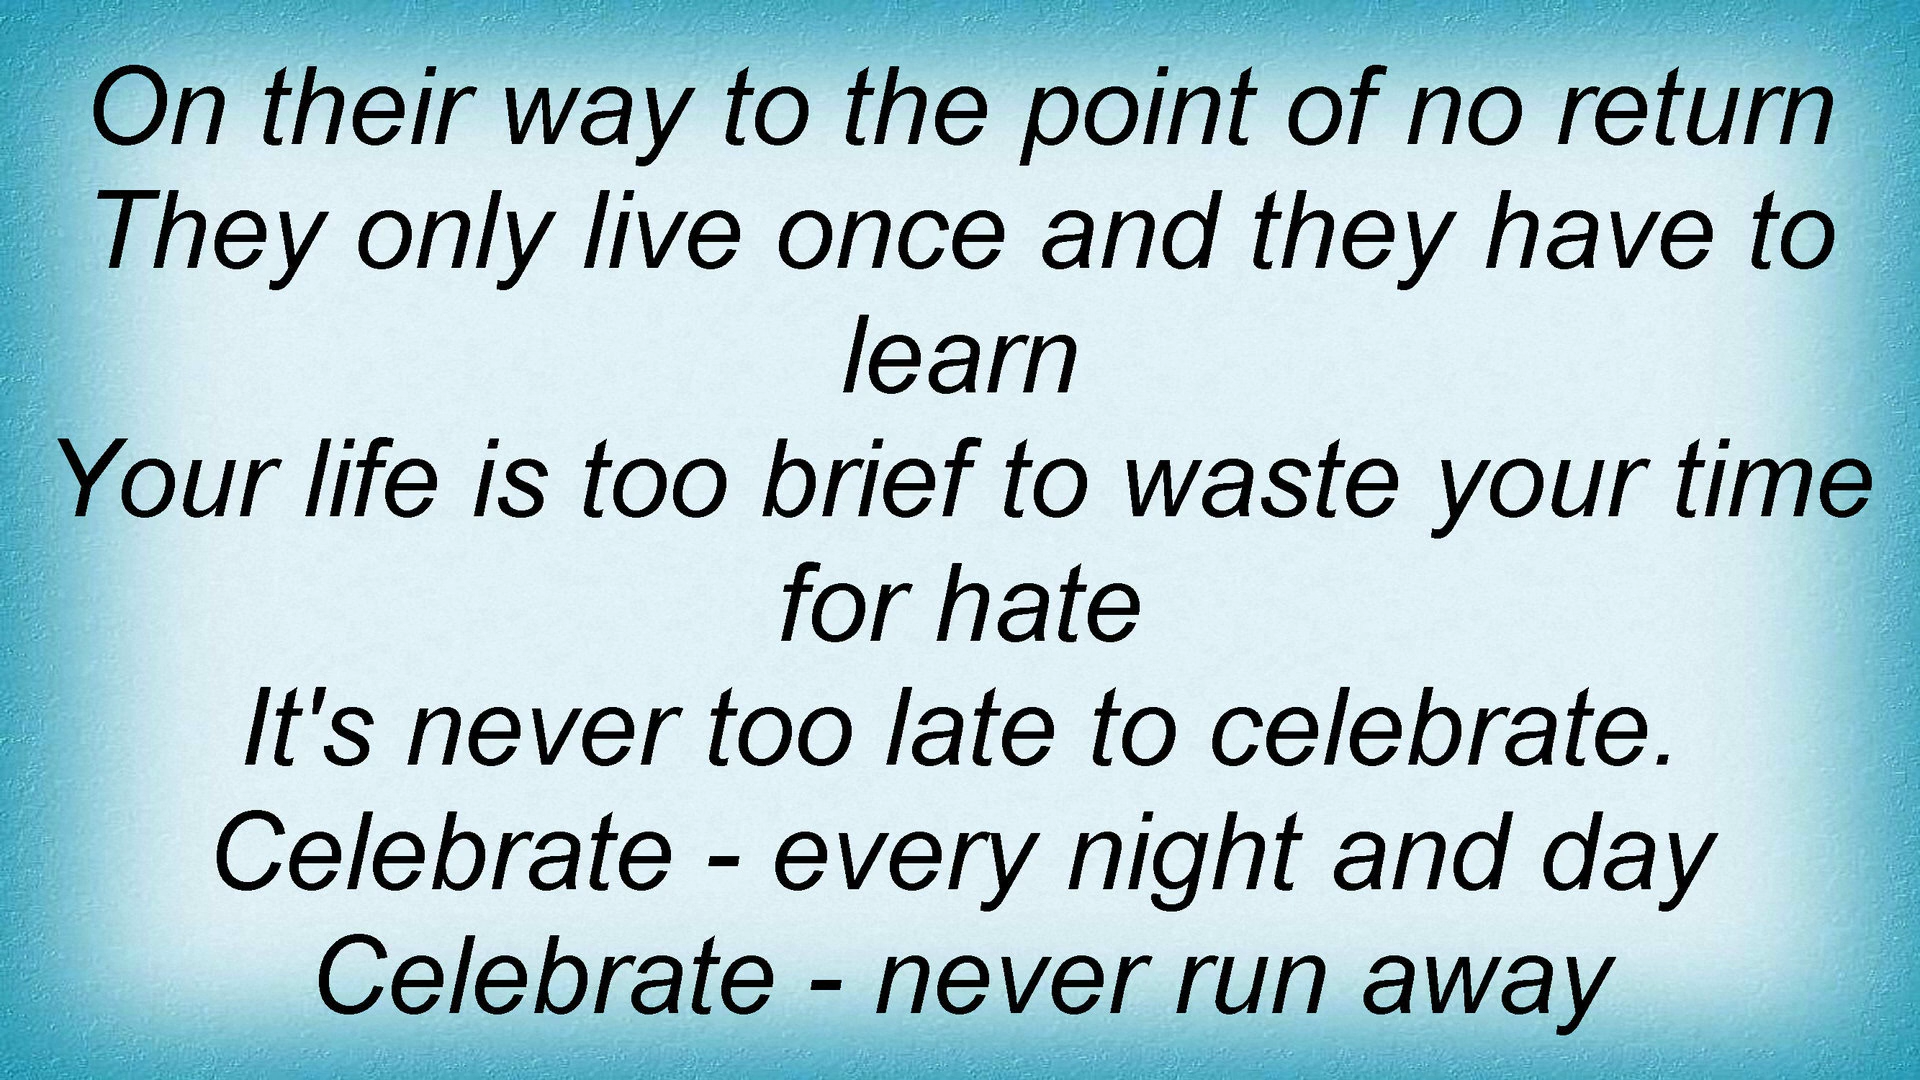 On their way to the point of no return
They only live once and they have to
learn
Your life is too brief to waste your time
for hate
It's never too late to celebrate.
Celebrate - every night and day
Celebrate - never run away